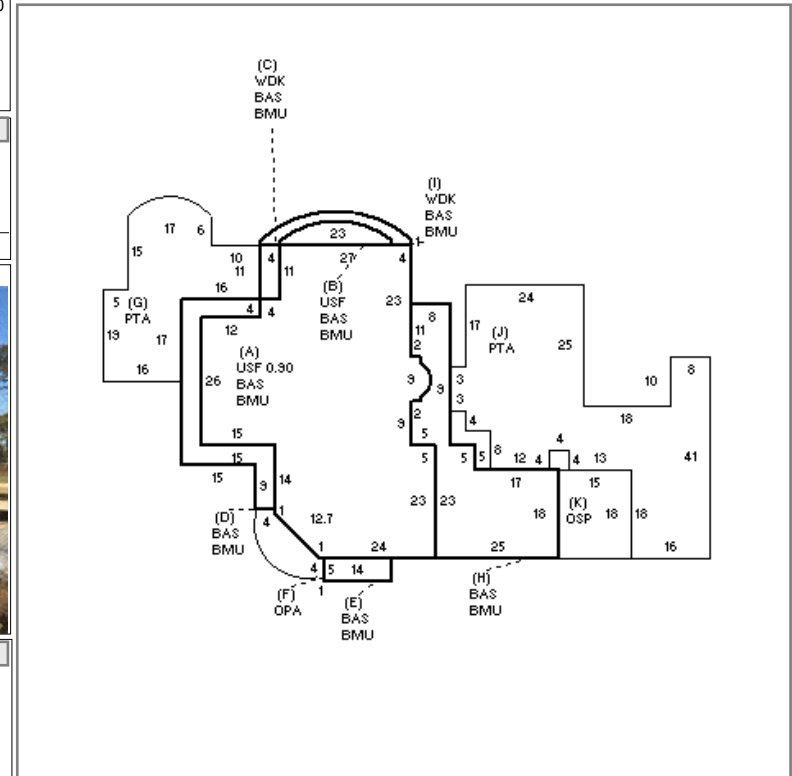 (C)
WDK
BAS
BMU
(I)
WDK
BAS
BMU
1
17
6
23
15
10
4
27
4
11
11
(B)
USF
BAS
BMU
16
5
(G)
PTA
19
17
16
4
4
12
23
8
11
2
17
24
(J)
PTA
25
(A)
USF 0.90
BAS
BMU
26
9
9
3
3
10
8
18
2
9
4
15
5
5
5
5
8
12
4
4
4
13
41
15
15
9
14
17
15
(D)
BAS
BMU
4
1
12.7
23
23
18
(K)
OSP
18
18
1
24
25
16
4
5
14
(F)
OPA
1
(E)
BAS
BMU
(H)
BAS
BMU